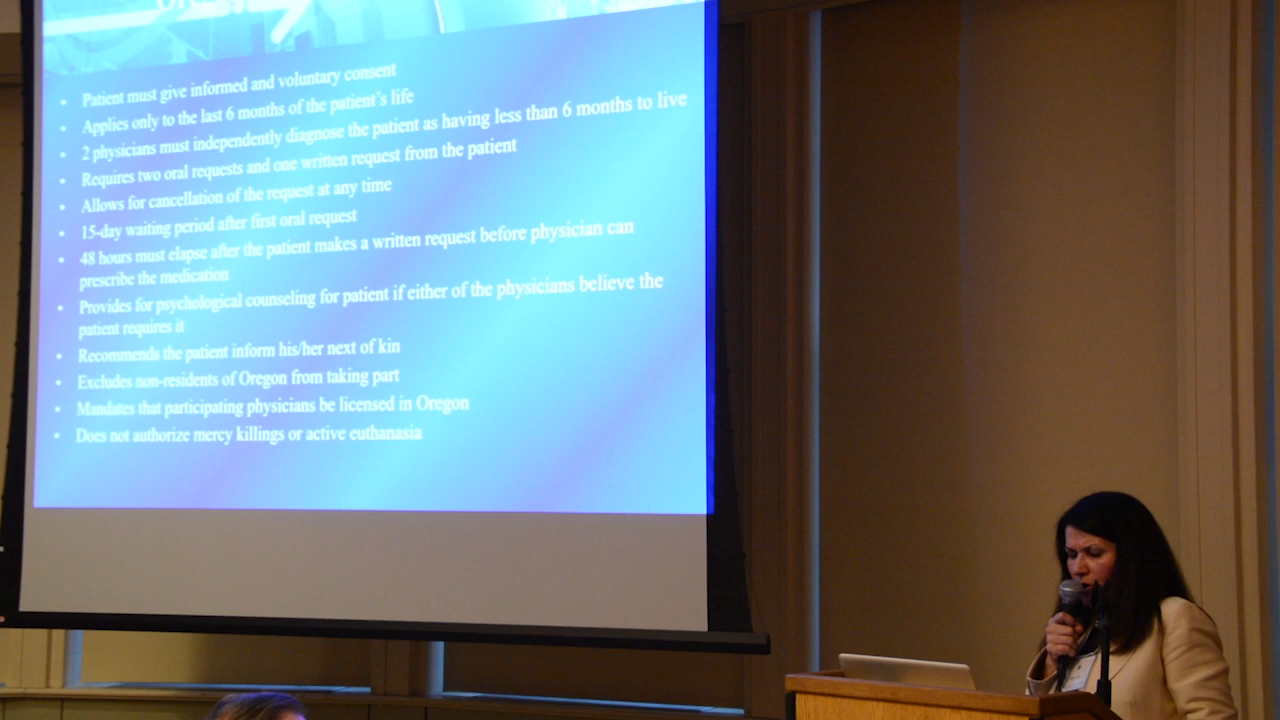 • Patient must give informed and voluntary consent
• Applies only to the last 6 months of the patient's life
• 2 physicians must independently diagnose the patient as having less than 6 months to live
• Requires two oral requests and one written request from the patient
• Allows for cancellation of the request at any time
• 15-day waiting period after first oral request
• 48 hours must elapse after the patient makes a written request before physician can
prescribe the medication
• Provides for psychological counseling for patient if either of the physicians believe the
patient requires it
• Recommends the patient inform his/her next of kin
• Excludes non-residents of Oregon from taking part
• Mandates that participating physicians be licensed in Oregon
• Does not authorize mercy killings or active euthanasia